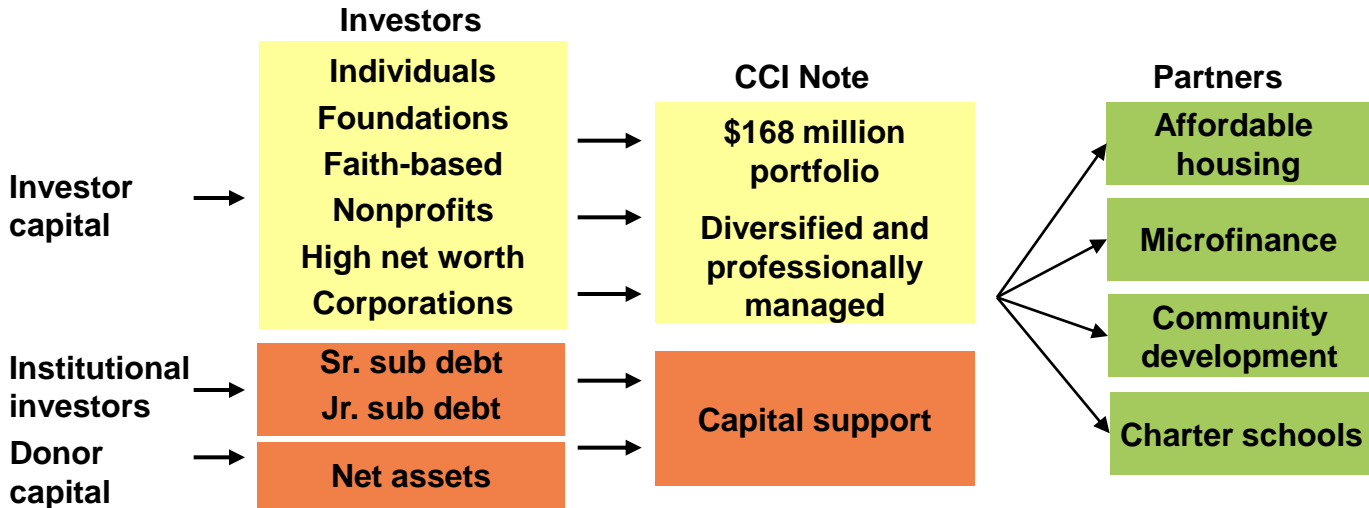 Investors
Individuals
Foundations
Faith-based
Nonprofits
High net worth
Corporations
Investor
capital
CCI Note
$168 million
portfolio
Diversified and
professionally
managed
Partners
Affordable
housing
Microfinance
Community
development
Charter schools
Institutional
investors
Sr. sub debt
Jr. sub debt
Donor
capital
Net assets
Capital support